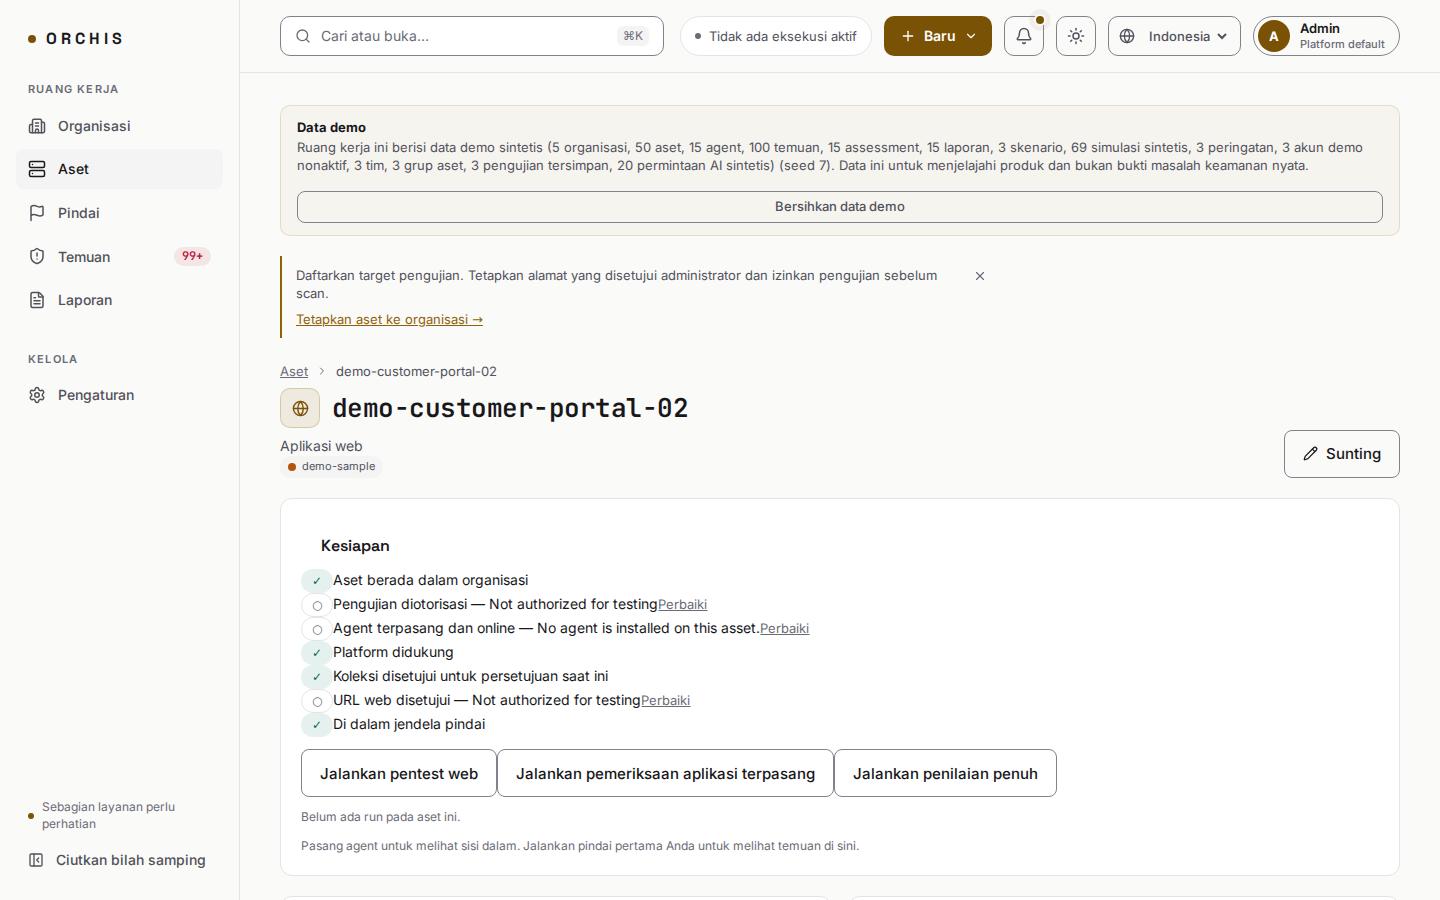 ORCHIS
RUANG KERJA
Organisasi
Aset
Pindai
Temuan
99+
Laporan
KELOLA
Pengaturan
Sebagian layanan perlu
perhatian
Ciutkan bilah samping
Cari atau buka...
⌘K
Tidak ada eksekusi aktif
Baru
Indonesia
A
Admin
Platform default
Data demo
Ruang kerja ini berisi data demo sintetis (5 organisasi, 50 aset, 15 agent, 100 temuan, 15 assessment, 15 laporan, 3 skenario, 69 simulasi sintetis, 3 peringatan, 3 akun demo
nonaktif, 3 tim, 3 grup aset, 3 pengujian tersimpan, 20 permintaan AI sintetis) (seed 7). Data ini untuk menjelajahi produk dan bukan bukti masalah keamanan nyata.
Bersihkan data demo
Daftarkan target pengujian. Tetapkan alamat yang disetujui administrator dan izinkan pengujian sebelum
scan.
Tetapkan aset ke organisasi →
Aset
demo-customer-portal-02
demo-customer-portal-02
Aplikasi web
demo-sample
Sunting
Kesiapan
✓ Aset berada dalam organisasi
○ Pengujian diotorisasi — Not authorized for testingPerbaiki
○ Agent terpasang dan online — No agent is installed on this asset.Perbaiki
✓ Platform didukung
✓ Koleksi disetujui untuk persetujuan saat ini
○ URL web disetujui — Not authorized for testingPerbaiki
✓ Di dalam jendela pindai
Jalankan pentest web
Jalankan pemeriksaan aplikasi terpasang
Jalankan penilaian penuh
Belum ada run pada aset ini.
Pasang agent untuk melihat sisi dalam. Jalankan pindai pertama Anda untuk melihat temuan di sini.